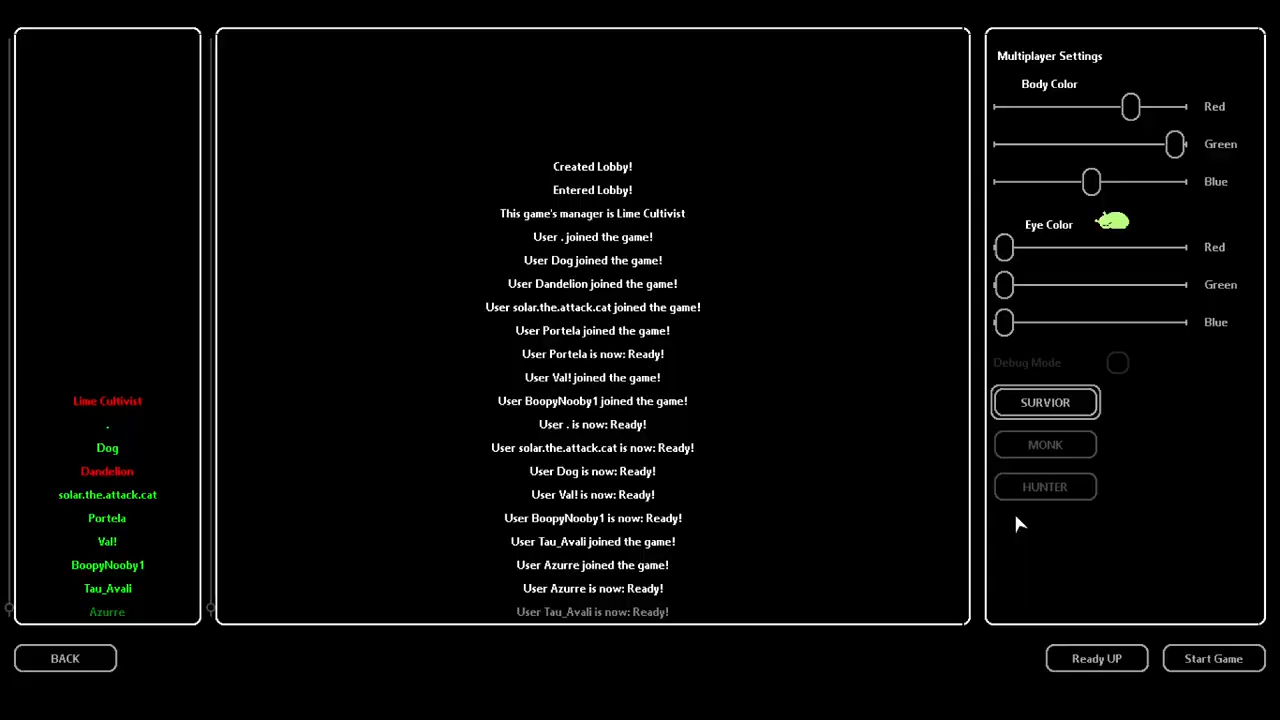 Lime Cultivist
.
Dog
Dandelion
solar.the.attack.cat
Portela
Val!
BoopyNooby1
Tau_Avali
Azurre
Created Lobby!
Entered Lobby!
This game's manager is Lime Cultivist
User . joined the game!
User Dog joined the game!
User Dandelion joined the game!
User solar.the.attack.cat joined the game!
User Portela joined the game!
User Portela is now: Ready!
User Val! joined the game!
User BoopyNooby1 joined the game!
User . is now: Ready!
User solar.the.attack.cat is now: Ready!
User Dog is now: Ready!
User Val! is now: Ready!
User BoopyNooby1 is now: Ready!
User Tau_Avali joined the game!
User Azurre joined the game!
User Azurre is now: Ready!
User Tau_Avali is now: Ready!
Multiplayer Settings
Body Color
Red
Green
Blue
Eye Color
Red
Green
Blue
Debug Mode
SURVIOR
MONK
HUNTER
BACK
Ready UP
Start Game